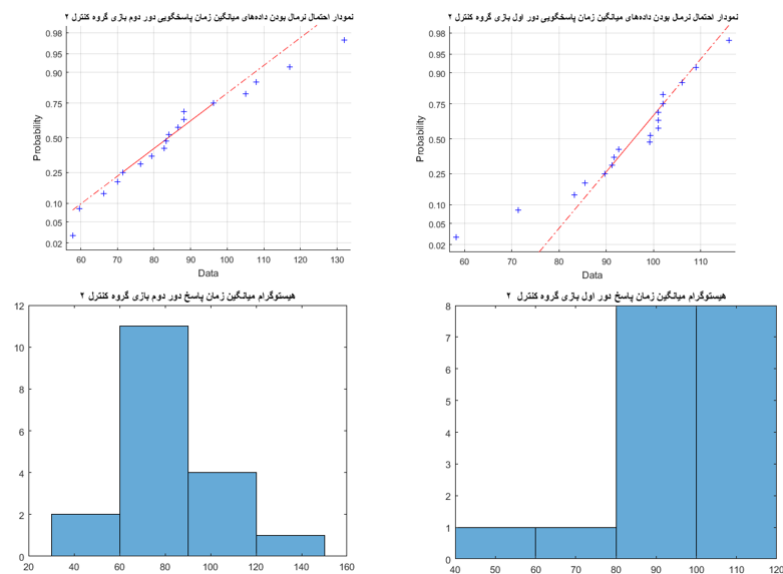 نمودار احتمال نرمال بودن داده‌های میانگین زمان پاسخگویی دور دوم بازی گروه کنترل ۲
0.98
0.95
0.90
0.75
0.50
0.25
0.10
0.05
0.02
Probability
60 70 80 90 100 110 120 130
Data
نمودار احتمال نرمال بودن داده‌های میانگین زمان پاسخگویی دور اول بازی گروه کنترل ۲
0.98
0.95
0.90
0.75
0.50
0.25
0.10
0.05
0.02
Probability
60 70 80 90 100 110
Data
هیستوگرام میانگین زمان پاسخ دور دوم بازی گروه کنترل ۲
12
10
8
6
4
2
0
20 40 60 80 100 120 140 160
هیستوگرام میانگین زمان پاسخ دور اول بازی گروه کنترل ۲
8
7
6
5
4
3
2
1
0
40 50 60 70 80 90 100 110 120